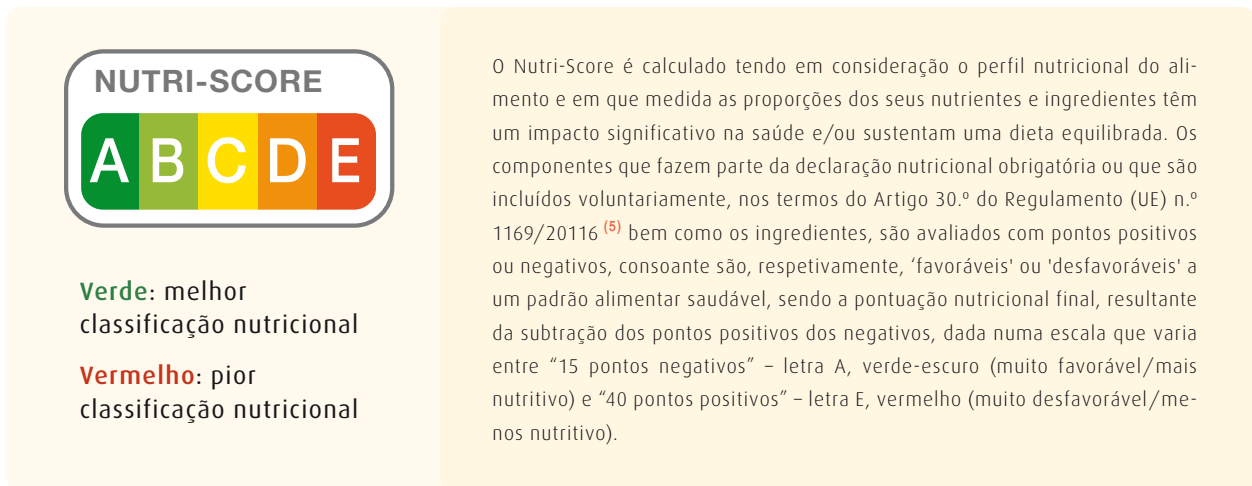 NUTRI-SCORE
A B C D E
Verde: melhor
classificação nutricional
Vermelho: pior
classificação nutricional
O Nutri-Score é calculado tendo em consideração o perfil nutricional do ali-
mento e em que medida as proporções dos seus nutrientes e ingredientes têm
um impacto significativo na saúde e/ou sustentam uma dieta equilibrada. Os
componentes que fazem parte da declaração nutricional obrigatória ou que são
incluídos voluntariamente, nos termos do Artigo 30.º do Regulamento (UE) n.º
1169/20116 (5) bem como os ingredientes, são avaliados com pontos positivos
ou negativos, consoante são, respetivamente, ‘favoráveis' ou 'desfavoráveis' a
um padrão alimentar saudável, sendo a pontuação nutricional final, resultante
da subtração dos pontos positivos dos negativos, dada numa escala que varia
entre “15 pontos negativos” – letra A, verde-escuro (muito favorável/mais
nutritivo) e “40 pontos positivos” – letra E, vermelho (muito desfavorável/me-
nos nutritivo).